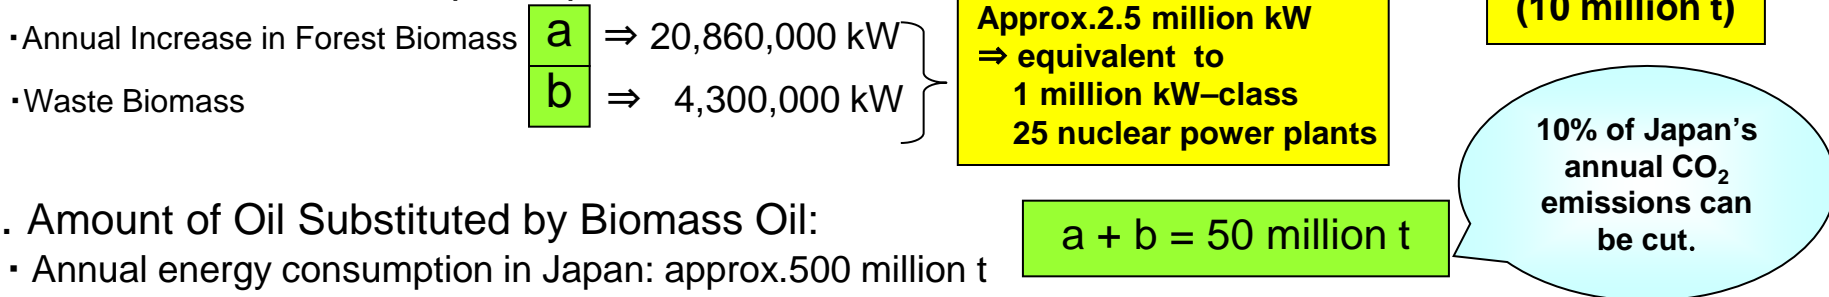 (10 million t)
・Annual Increase in Forest Biomass a ⇒ 20,860,000 kW
・Waste Biomass b ⇒ 4,300,000 kW
Approx.2.5 million kW
⇒ equivalent to
1 million kW–class
25 nuclear power plants
10% of Japan's
annual CO₂
emissions can
be cut.
. Amount of Oil Substituted by Biomass Oil:
a + b = 50 million t
・Annual energy consumption in Japan: approx.500 million t